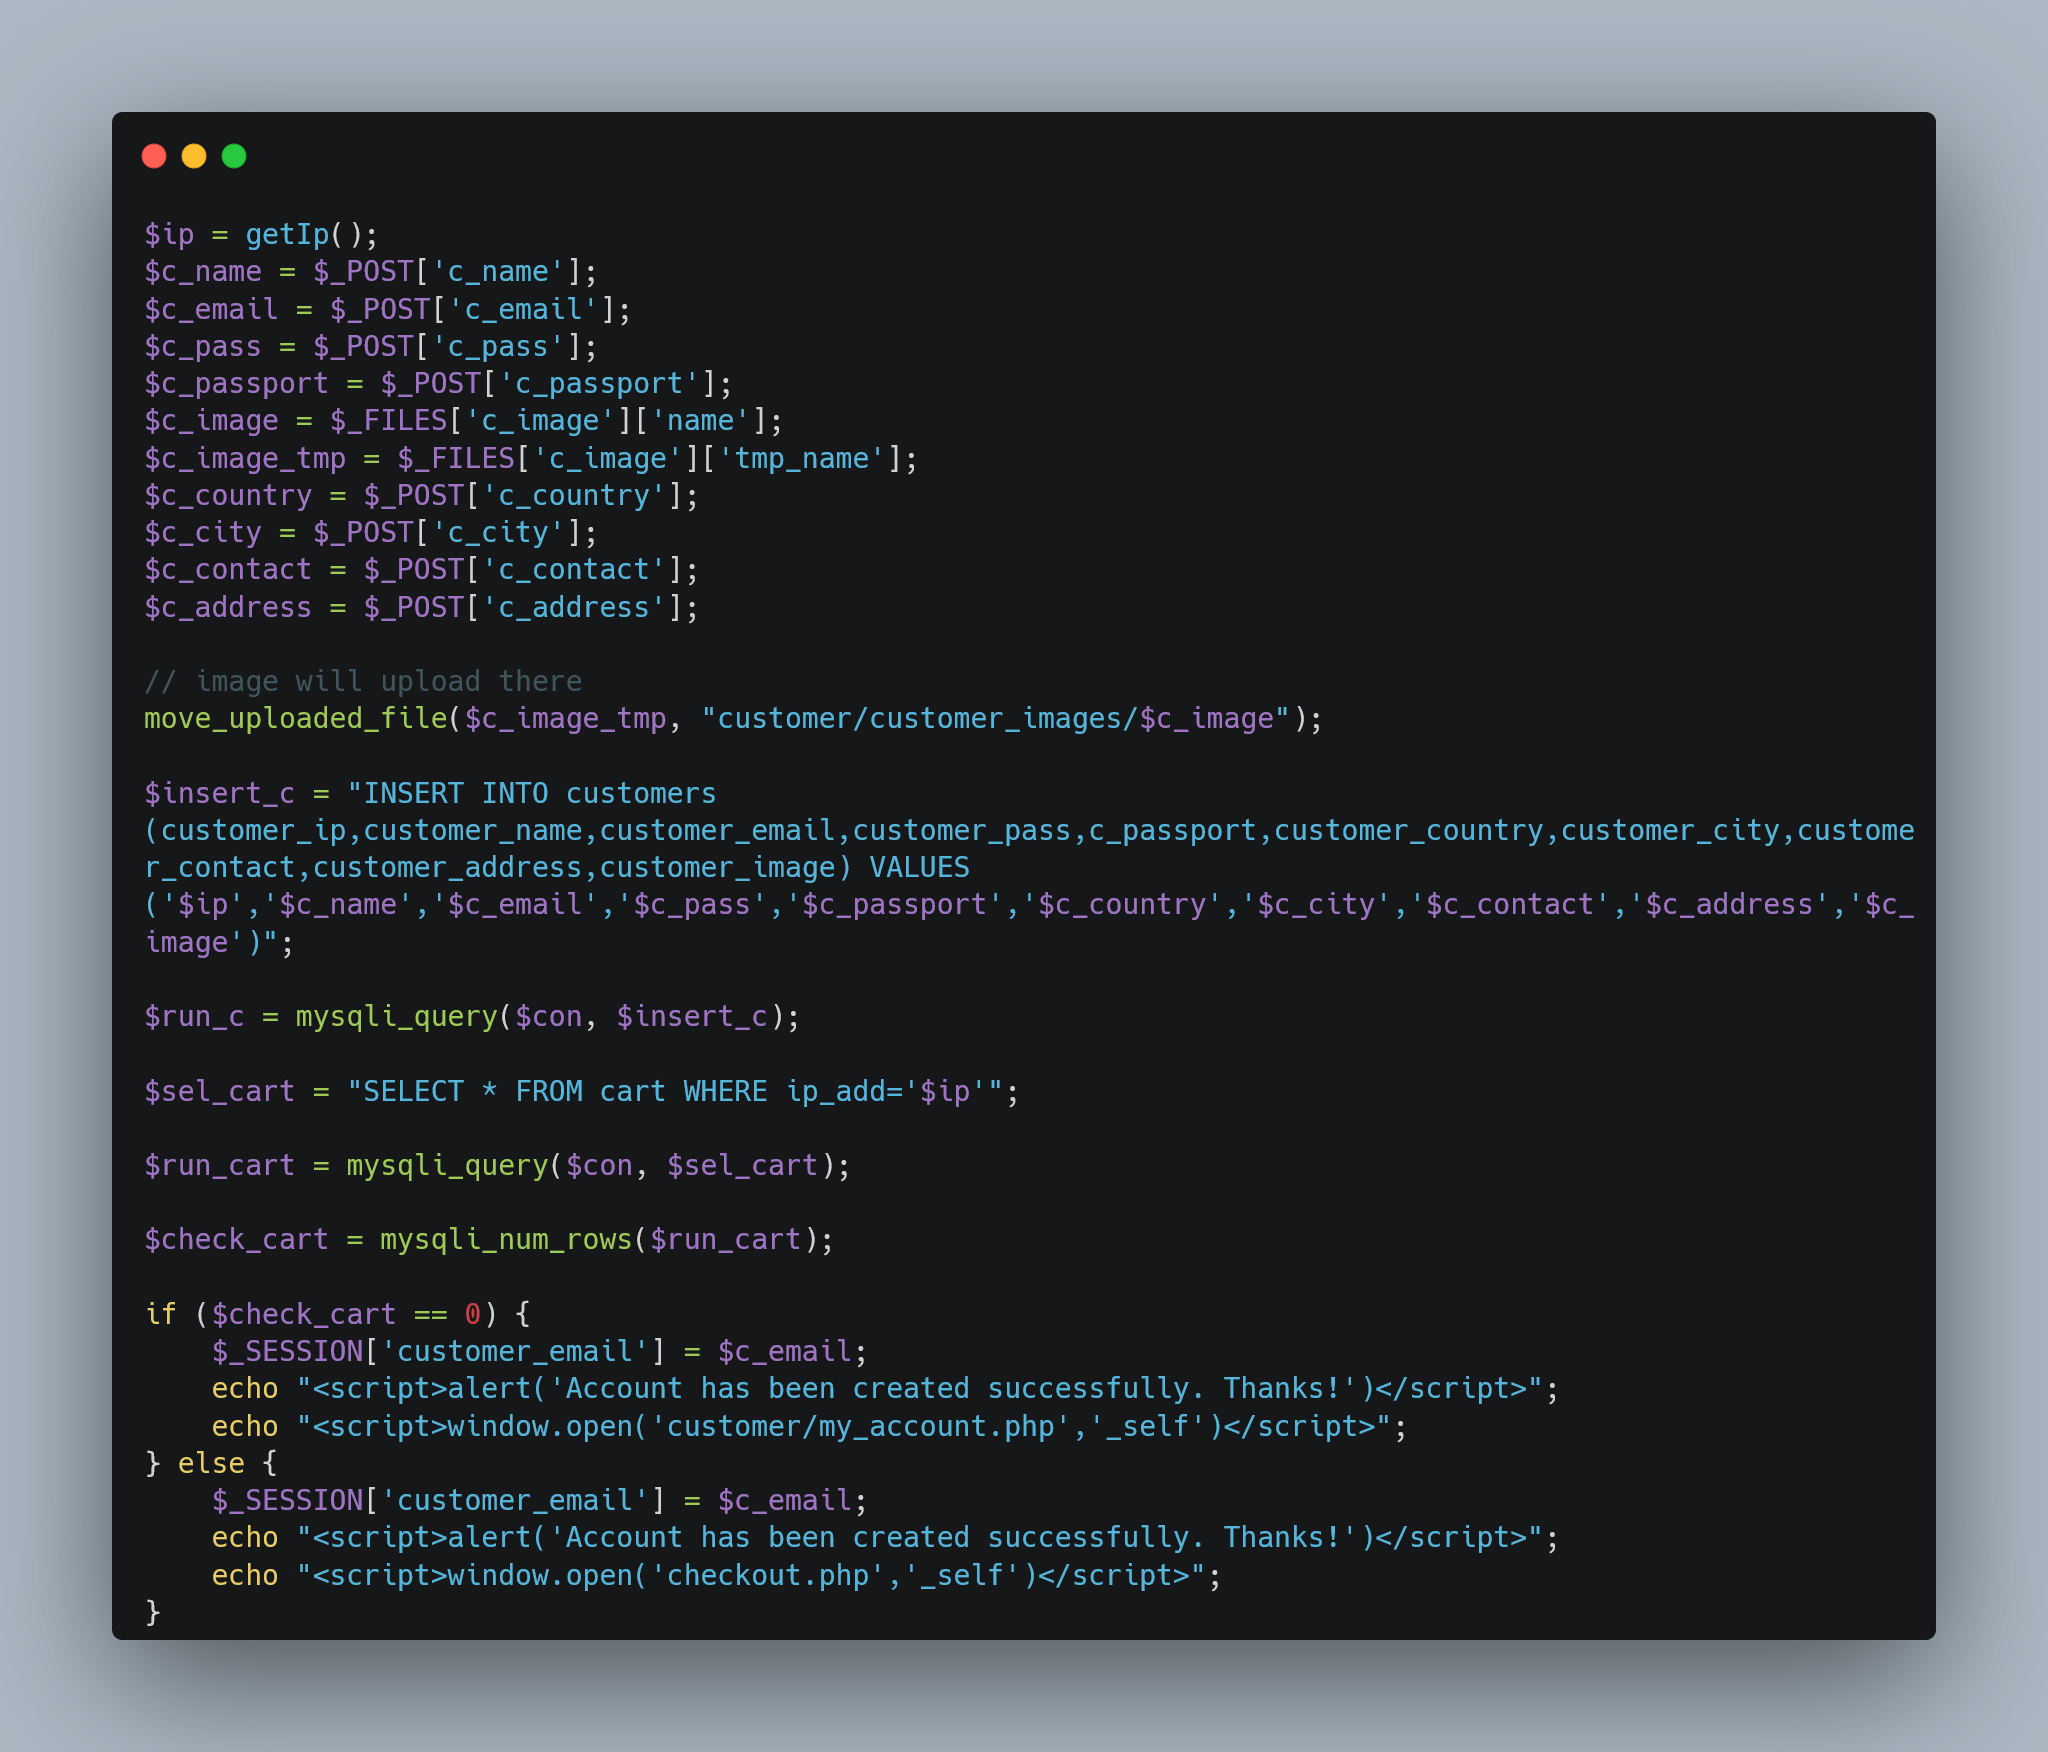 $ip = getIp();
$c_name = $_POST['c_name'];
$c_email = $_POST['c_email'];
$c_pass = $_POST['c_pass'];
$c_passport = $_POST['c_passport'];
$c_image = $_FILES['c_image']['name'];
$c_image_tmp = $_FILES['c_image']['tmp_name'];
$c_country = $_POST['c_country'];
$c_city = $_POST['c_city'];
$c_contact = $_POST['c_contact'];
$c_address = $_POST['c_address'];

// image will upload there
move_uploaded_file($c_image_tmp, "customer/customer_images/$c_image");

$insert_c = "INSERT INTO customers
(customer_ip,customer_name,customer_email,customer_pass,c_passport,customer_country,customer_city,custome
r_contact,customer_address,customer_image) VALUES
('$ip','$c_name','$c_email','$c_pass','$c_passport','$c_country','$c_city','$c_contact','$c_address','$c_
image')";

$run_c = mysqli_query($con, $insert_c);

$sel_cart = "SELECT * FROM cart WHERE ip_add='$ip'";

$run_cart = mysqli_query($con, $sel_cart);

$check_cart = mysqli_num_rows($run_cart);

if ($check_cart == 0) {
    $_SESSION['customer_email'] = $c_email;
    echo "<script>alert('Account has been created successfully. Thanks!')</script>";
    echo "<script>window.open('customer/my_account.php','_self')</script>";
} else {
    $_SESSION['customer_email'] = $c_email;
    echo "<script>alert('Account has been created successfully. Thanks!')</script>";
    echo "<script>window.open('checkout.php','_self')</script>";
}